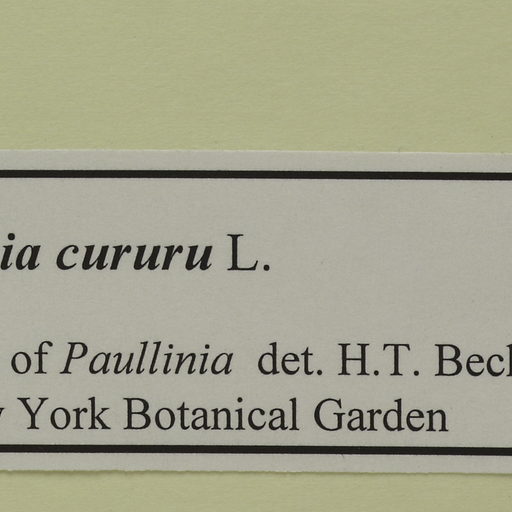 ia cururu L.
of Paullinia det. H.T. Bec
York Botanical Garden